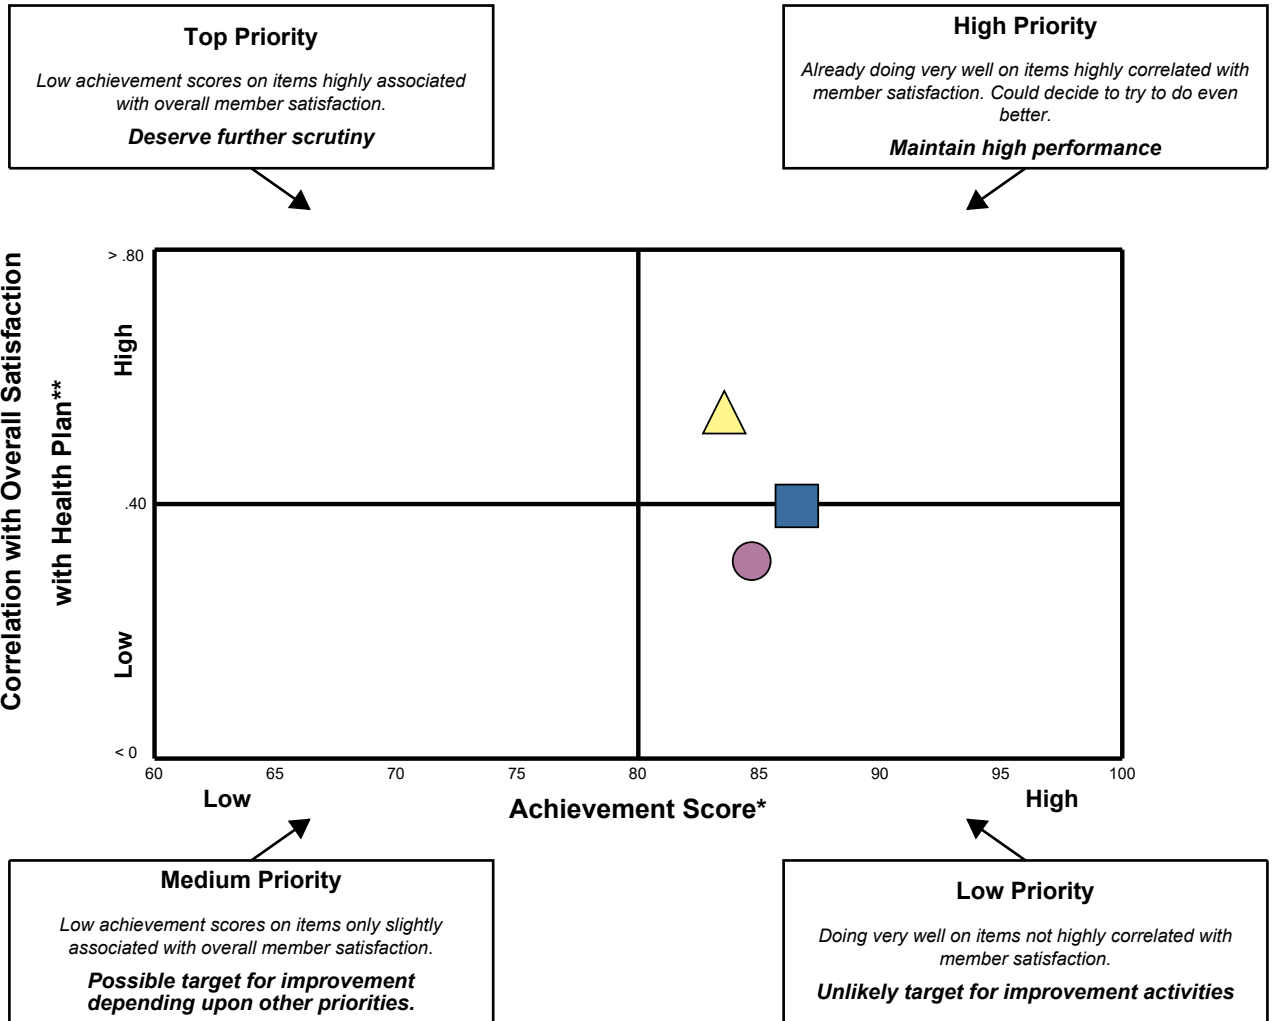 Top Priority
Low achievement scores on items highly associated
with overall member satisfaction.
Deserve further scrutiny
High Priority
Already doing very well on items highly correlated with
member satisfaction. Could decide to try to do even
better.
Maintain high performance
Correlation with Overall Satisfaction
with Health Plan**
> .80
High
.40
Low
< 0
60 65 70 75 80 85 90 95 100
Low Achievement Score* High
Medium Priority
Low achievement scores on items only slightly
associated with overall member satisfaction.
Possible target for improvement
depending upon other priorities.
Low Priority
Doing very well on items not highly correlated with
member satisfaction.
Unlikely target for improvement activities